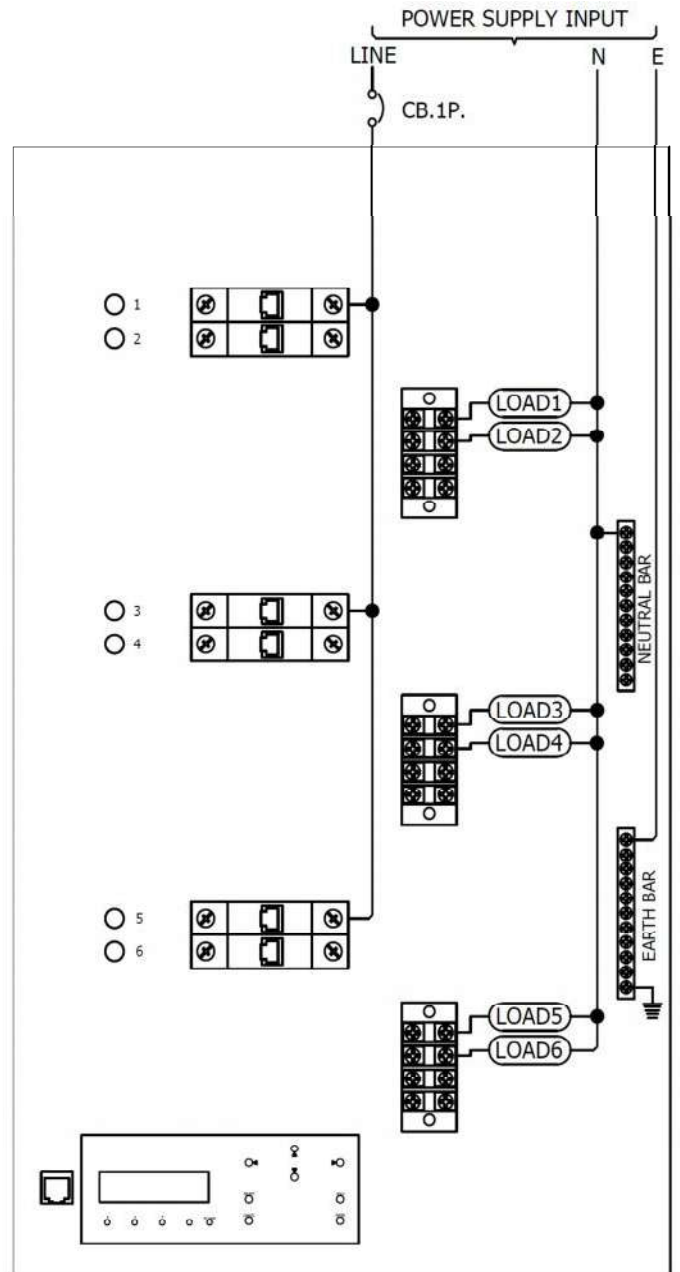 POWER SUPPLY INPUT
LINE N E
CB.1P.
1
2
LOAD1
LOAD2
NEUTRAL BAR
3
4
LOAD3
LOAD4
EARTH BAR
5
6
LOAD5
LOAD6